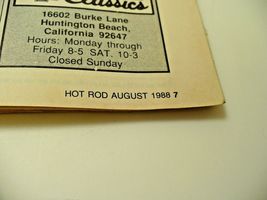 Classics
16602 Burke Lane
Huntington Beach,
California 92647
Hours: Monday through
Friday 8-5 SAT. 10-3
Closed Sunday
HOT ROD AUGUST 1988 7